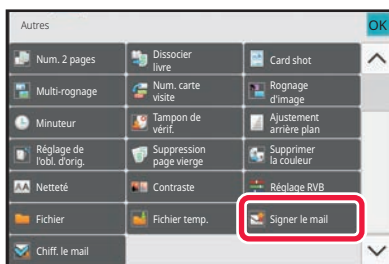 Autres
OK
Num. 2 pages
Dissocier
livre
Card shot
Multi-rognage
Num. carte
visite
Rognage
d'image
Minuteur
Tampon de
vérif.
Ajustement
arrière plan
Réglage de
l'obl. d'orig.
Suppression
page vierge
Supprimer
la couleur
AA Netteté
Contraste
Réglage RVB
Fichier
Fichier temp.
Signer le mail
Chiff. le mail